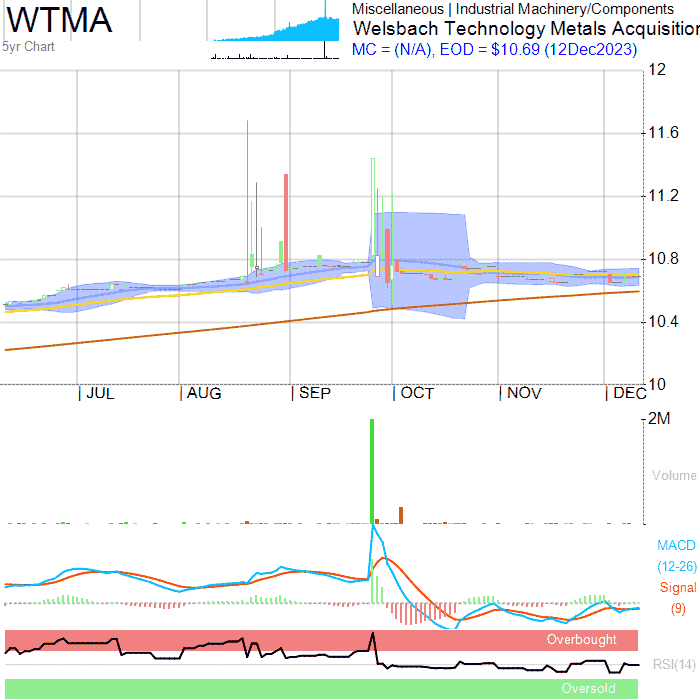 WTMA
5yr Chart
Miscellaneous | Industrial Machinery/Components
Welsbach Technology Metals Acquisition
MC = (N/A), EOD = $10.69 (12Dec2023)
12
11.6
11.2
10.8
10.4
10
| JUL | AUG | SEP | OCT | NOV | DEC
2M
Volume
MACD
(12-26)
Signal
(9)
Overbought
RSI(14)
Oversold